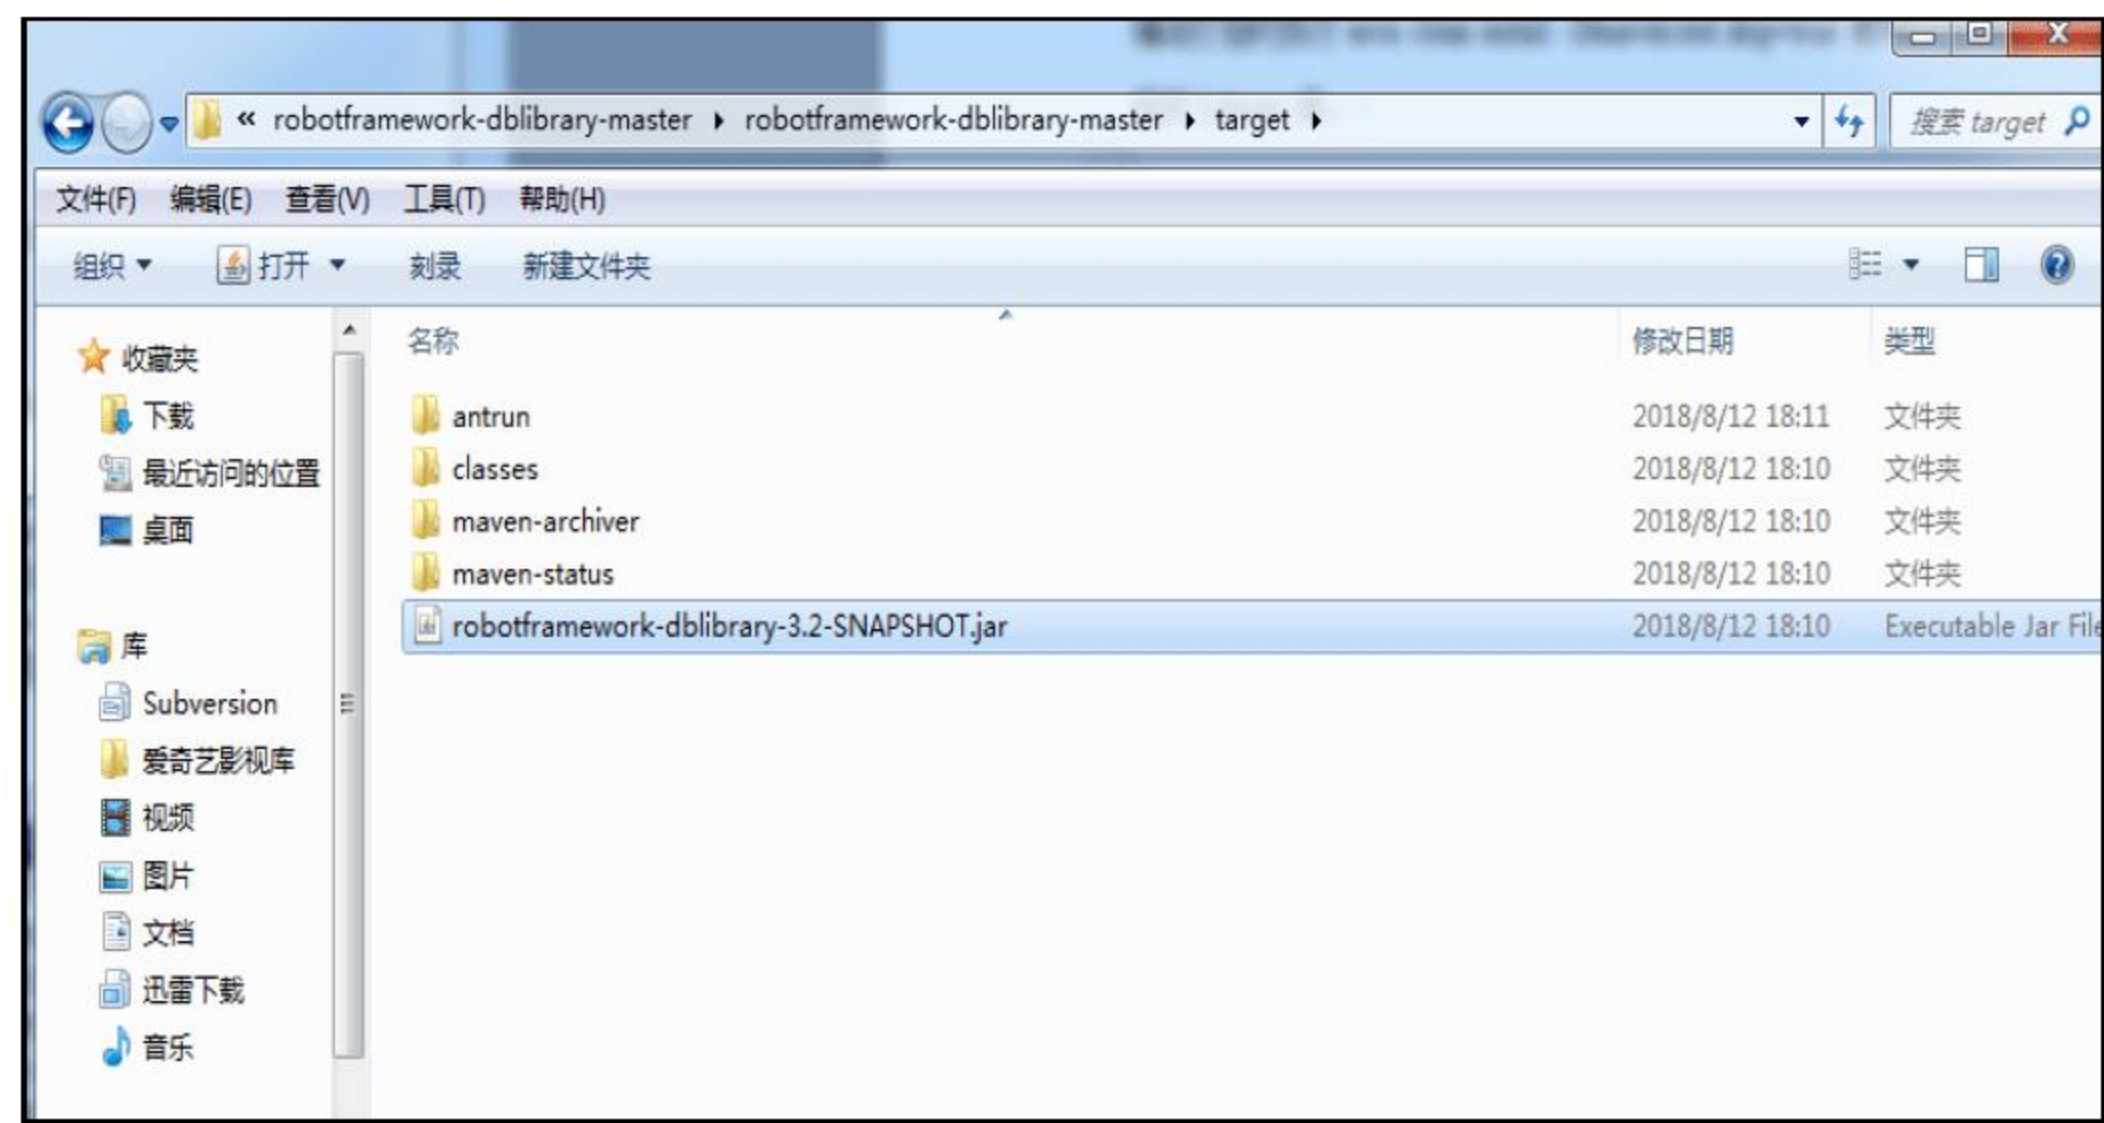 « robotframework-dblibrary-master ▸ robotframework-dblibrary-master ▸ target ▸ 搜索 target
文件(F) 编辑(E) 查看(V) 工具(T) 帮助(H)
组织 打开 刻录 新建文件夹
名称 修改日期 类型
antrun 2018/8/12 18:11 文件夹
classes 2018/8/12 18:10 文件夹
maven-archiver 2018/8/12 18:10 文件夹
maven-status 2018/8/12 18:10 文件夹
robotframework-dblibrary-3.2-SNAPSHOT.jar 2018/8/12 18:10 Executable Jar File
收藏夹
下载
最近访问的位置
桌面
库
Subversion
爱奇艺影视库
视频
图片
文档
迅雷下载
音乐